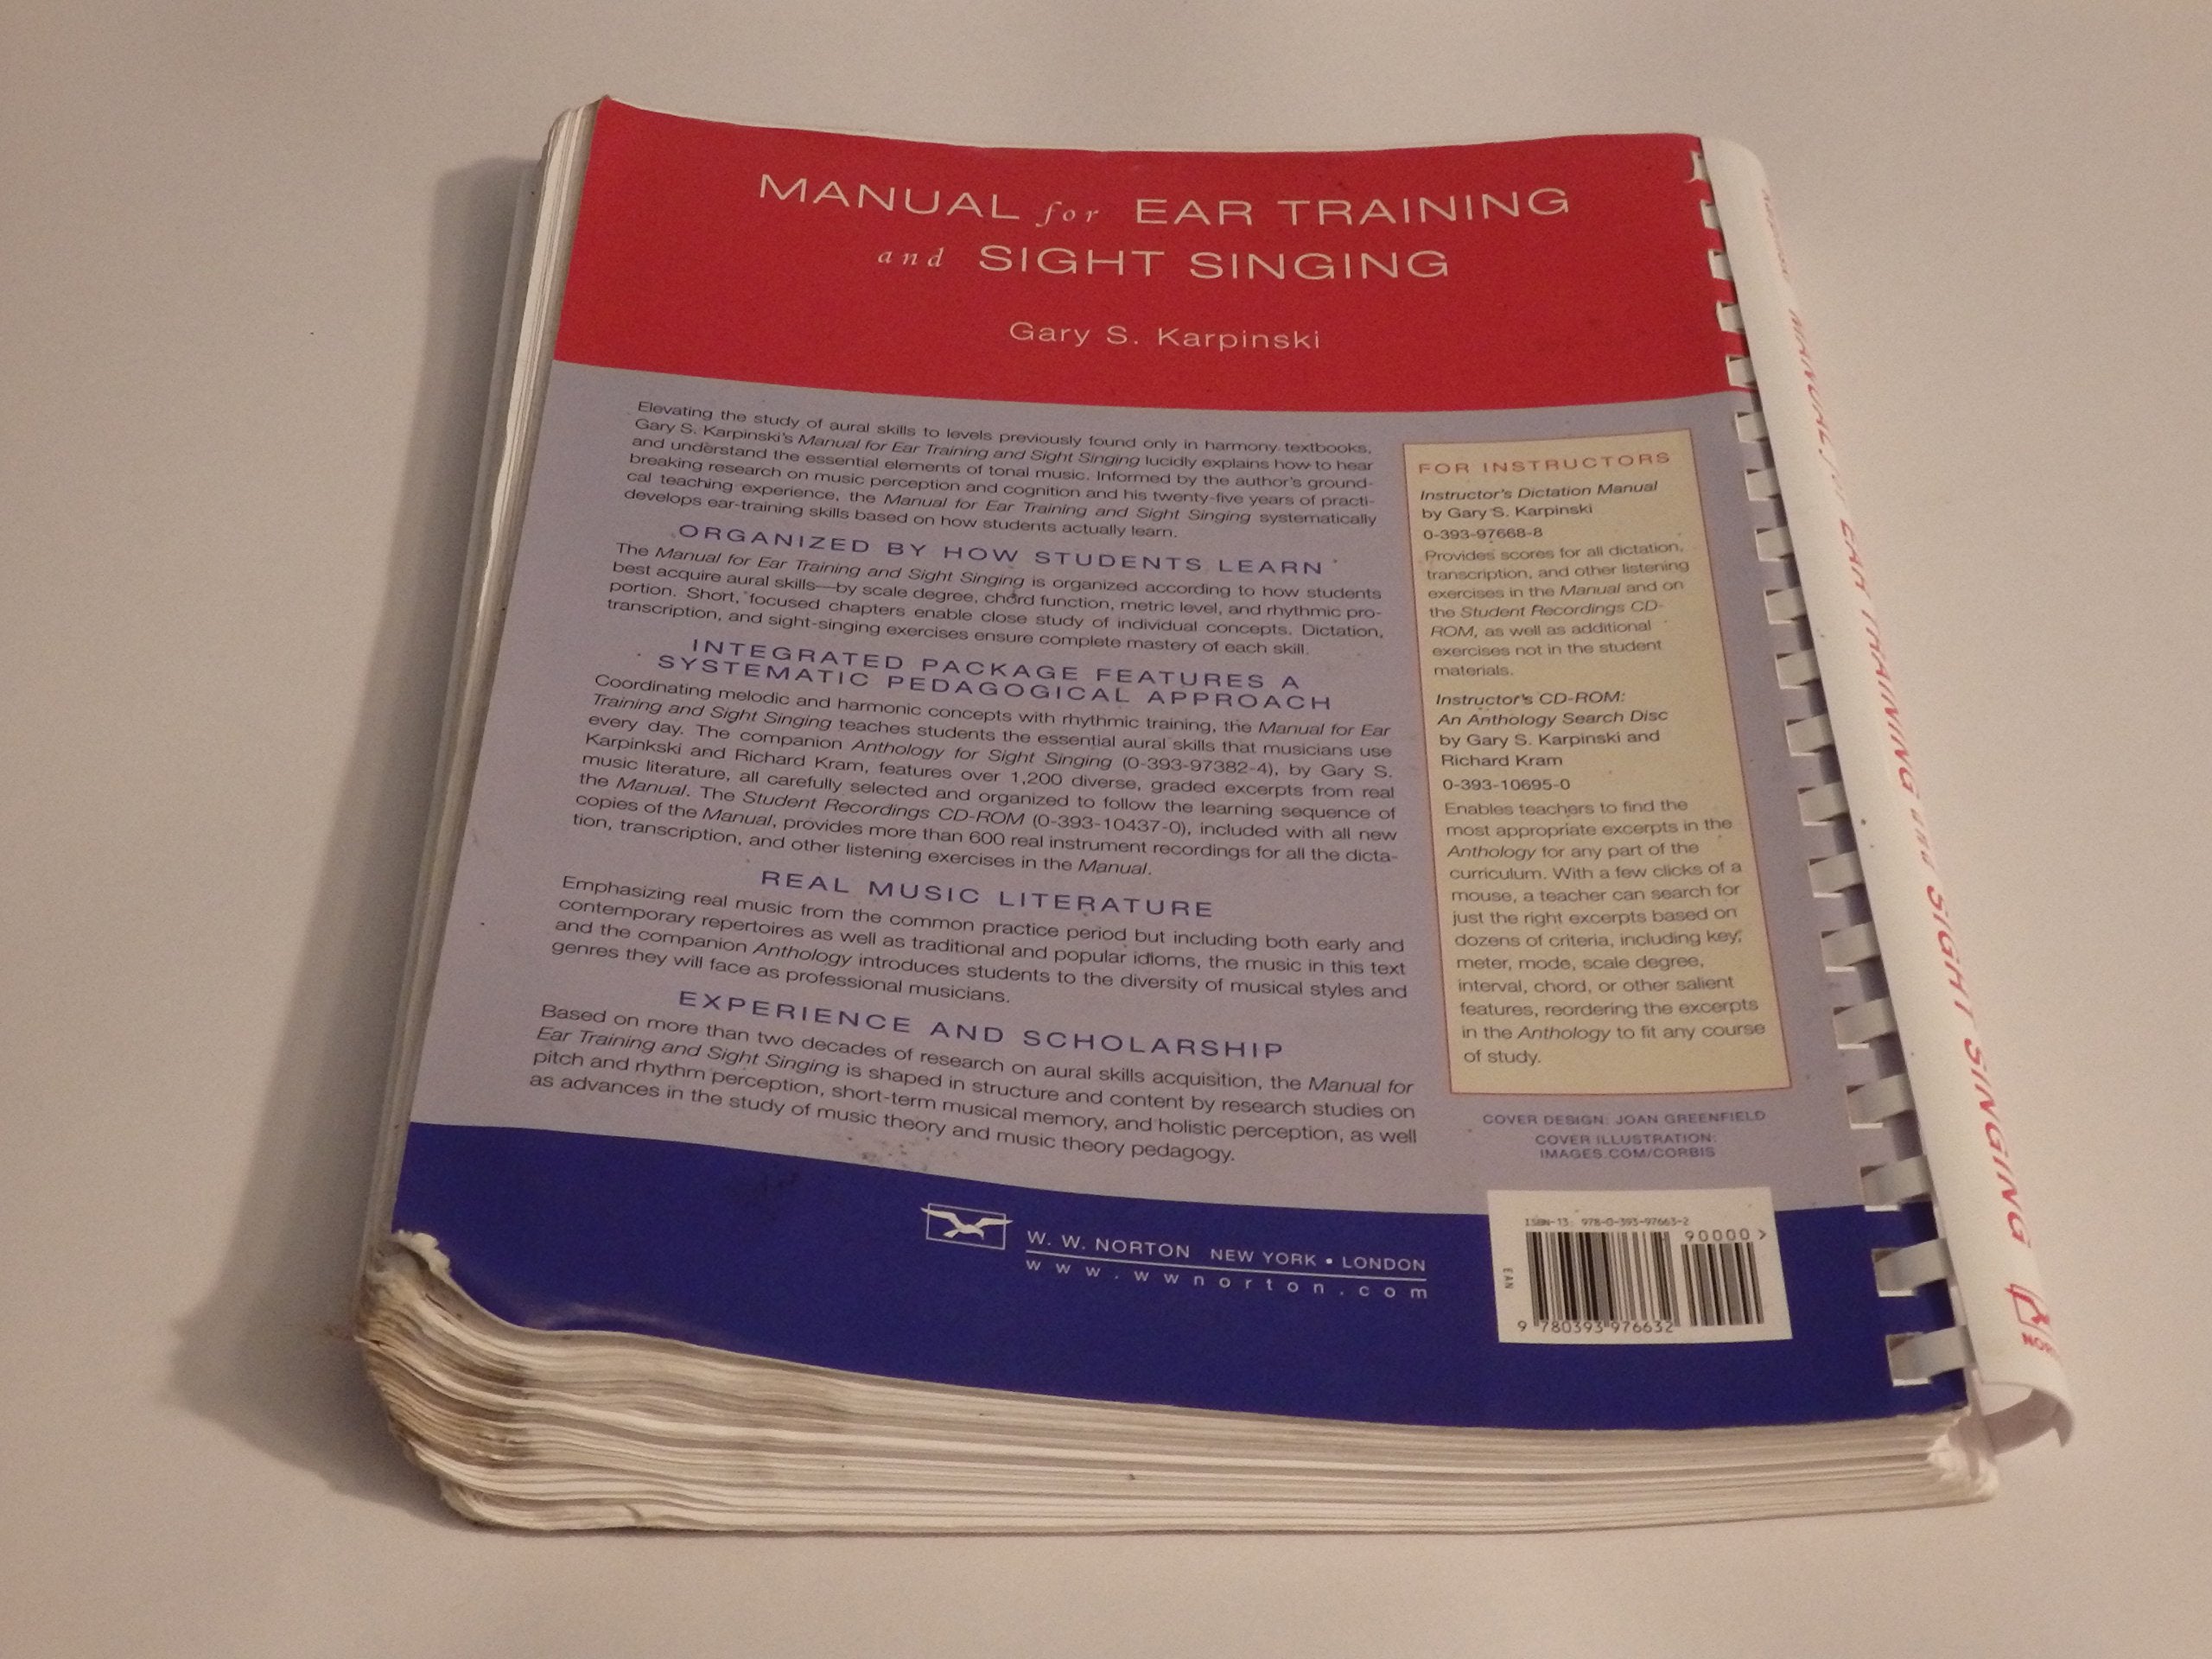 MANUAL for EAR TRAINING
and SIGHT SINGING
Gary S. Karpinski
Elevating the study of aural skills to levels previously found only in harmony textbooks,
Gary S. Karpinski's Manual for Ear Training and Sight Singing lucidly explains how to hear
and understand the essential elements of tonal music. Informed by the author's ground-
breaking research on music perception and cognition and his twenty-five years of practi-
cal teaching experience, the Manual for Ear Training and Sight Singing systematically
develops ear-training skills based on how students actually learn.
ORGANIZED BY HOW STUDENTS LEARN
The Manual for Ear Training and Sight Singing is organized according to how students
best acquire aural skills—by scale degree, chord function, metric level, and rhythmic pro-
portion. Short, focused chapters enable close study of individual concepts. Dictation,
transcription, and sight-singing exercises ensure complete mastery of each skill.
INTEGRATED PACKAGE FEATURES A
SYSTEMATIC PEDAGOGICAL APPROACH
Coordinating melodic and harmonic concepts with rhythmic training, the Manual for Ear
Training and Sight Singing teaches students the essential aural skills that musicians use
every day. The companion Anthology for Sight Singing (0-393-97382-4), by Gary S.
Karpinkski and Richard Kram, features over 1,200 diverse, graded excerpts from real
music literature, all carefully selected and organized to follow the learning sequence of
the Manual. The Student Recordings CD-ROM (0-393-10437-0), included with all new
copies of the Manual, provides more than 600 real instrument recordings for all the dicta-
tion, transcription, and other listening exercises in the Manual.
REAL MUSIC LITERATURE
Emphasizing real music from the common practice period but including both early and
contemporary repertoires as well as traditional and popular idioms, the music in this text
and the companion Anthology introduces students to the diversity of musical styles and
genres they will face as professional musicians.
EXPERIENCE AND SCHOLARSHIP
Based on more than two decades of research on aural skills acquisition, the Manual for
Ear Training and Sight Singing is shaped in structure and content by research studies on
pitch and rhythm perception, short-term musical memory, and holistic perception, as well
as advances in the study of music theory and music theory pedagogy.
FOR INSTRUCTORS
Instructor's Dictation Manual
by Gary S. Karpinski
0-393-97668-8
Provides scores for all dictation,
transcription, and other listening
exercises in the Manual and on
the Student Recordings CD-
ROM, as well as additional
exercises not in the student
materials.
Instructor's CD-ROM:
An Anthology Search Disc
by Gary S. Karpinski and
Richard Kram
0-393-10695-0
Enables teachers to find the
most appropriate excerpts in the
Anthology for any part of the
curriculum. With a few clicks of a
mouse, a teacher can search for
just the right excerpts based on
dozens of criteria, including key,
meter, mode, scale degree,
interval, chord, or other salient
features, reordering the excerpts
in the Anthology to fit any course
of study.
COVER DESIGN: JOAN GREENFIELD
COVER ILLUSTRATION:
IMAGES.COM/CORBIS
W. W. NORTON NEW YORK • LONDON
www.wwnorton.com
ISBN-13: 978-0-393-97663-2
90000>
EAN
9 780393 976632
MANUAL for EAR TRAINING and SIGHT SINGING